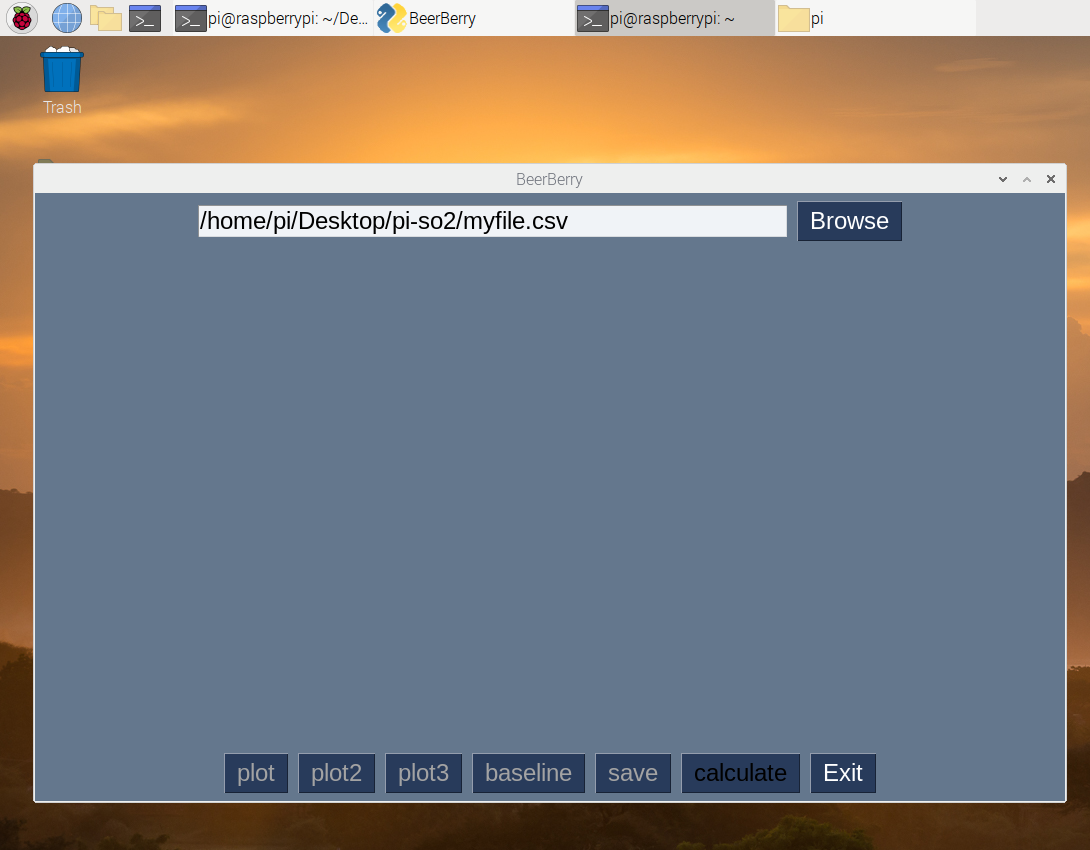 pi@raspberrypi: ~/De... BeerBerry pi@raspberrypi: ~ pi
Trash
BeerBerry
/home/pi/Desktop/pi-so2/myfile.csv Browse
plot plot2 plot3 baseline save calculate Exit